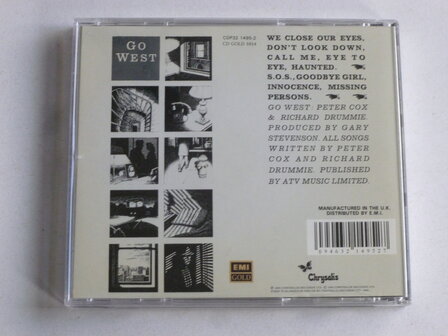 GO
WEST
CDP32 1495-2
CD GOLD 1014
WE CLOSE OUR EYES,
DON'T LOOK DOWN,
CALL ME, EYE TO
EYE, HAUNTED.
S.O.S., GOODBYE GIRL,
INNOCENCE, MISSING
PERSONS.
GO WEST: PETER COX
& RICHARD DRUMMIE.
PRODUCED BY GARY
STEVENSON. ALL SONGS
WRITTEN BY PETER
COX AND RICHARD
DRUMMIE. PUBLISHED
BY ATV MUSIC LIMITED.
MANUFACTURED IN THE U.K.
DISTRIBUTED BY E.M.I.
EMI
GOLD
Chrysalis